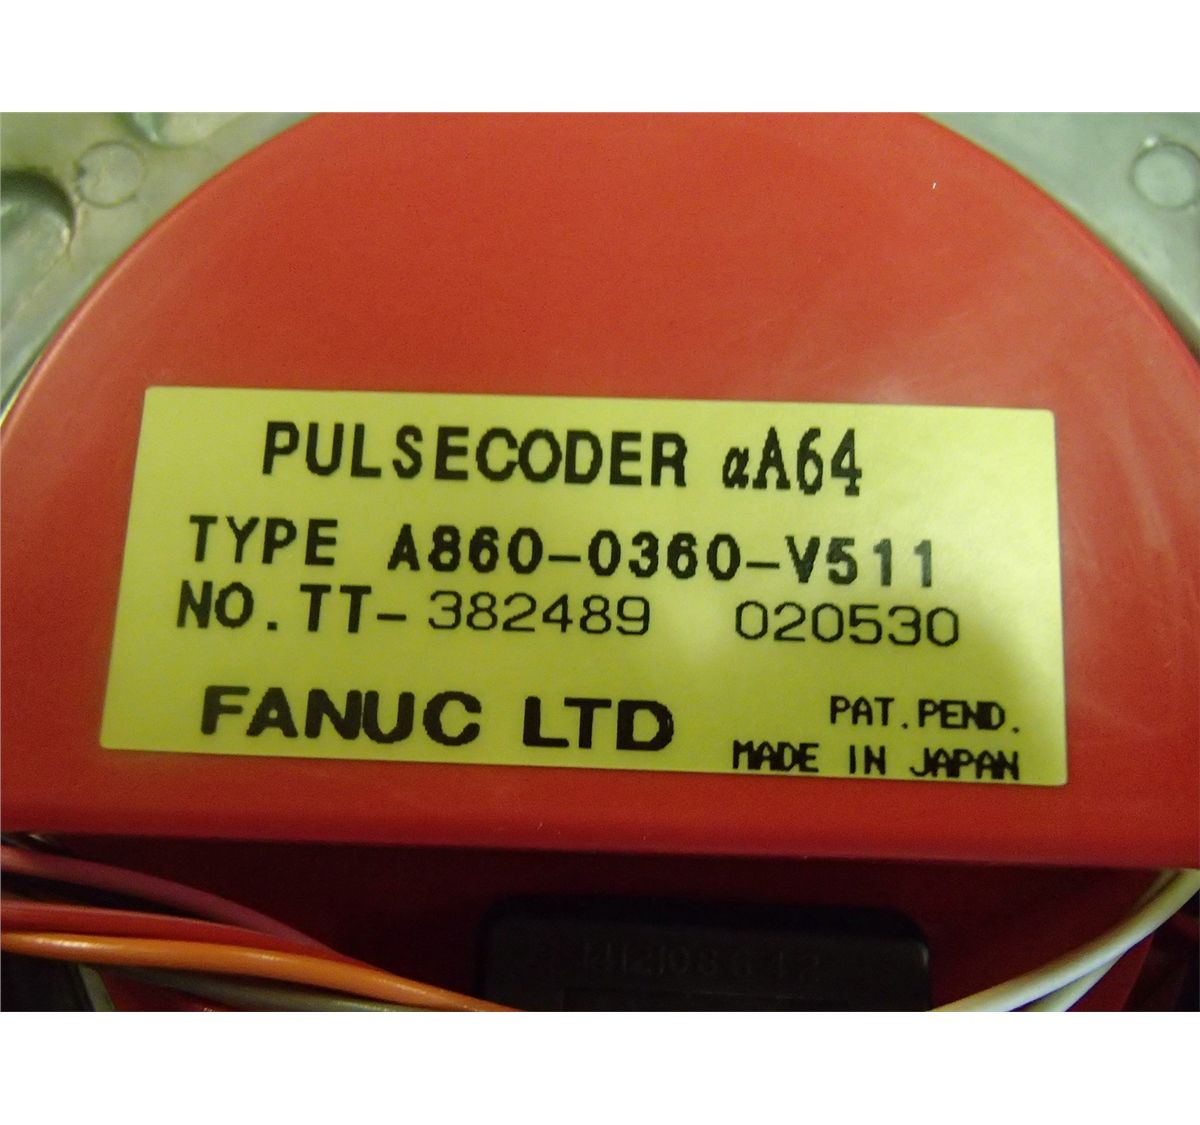 PULSECODER αA64
TYPE A860-0360-V511
NO. TT-382489 020530
FANUC LTD
PAT. PEND.
MADE IN JAPAN